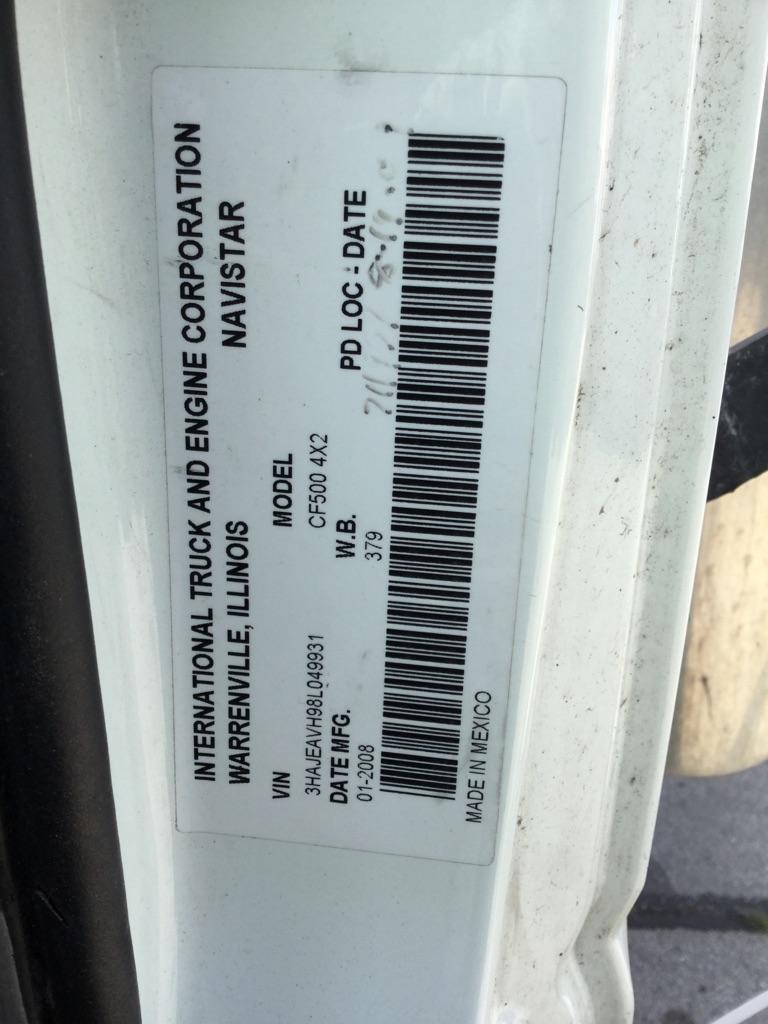 INTERNATIONAL TRUCK AND ENGINE CORPORATION
WARRENVILLE, ILLINOIS NAVISTAR
VIN MODEL
3HAJEAVH98L049931 CF500 4X2
DATE MFG. W.B. PD LOC - DATE
01-2008 379
MADE IN MEXICO